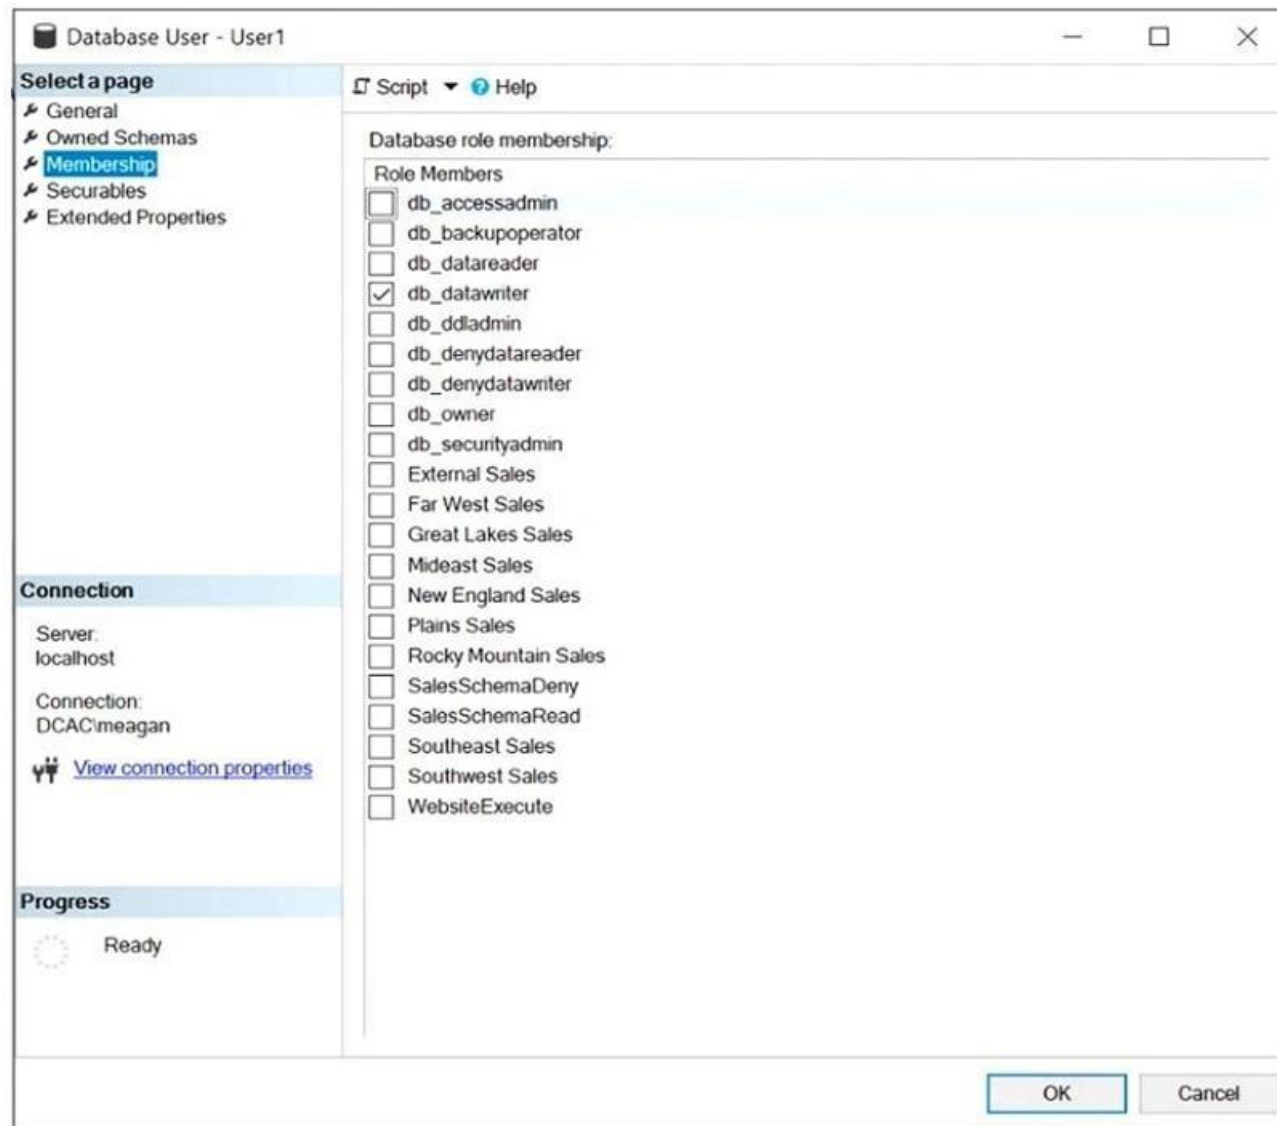 Database User - User1
Select a page
General
Owned Schemas
Membership
Securables
Extended Properties
Script
Help
Database role membership:
Role Members
db_accessadmin
db_backupoperator
db_datareader
db_datawriter
db_ddladmin
db_denydatareader
db_denydatawriter
db_owner
db_securityadmin
External Sales
Far West Sales
Great Lakes Sales
Mideast Sales
New England Sales
Plains Sales
Rocky Mountain Sales
SalesSchemaDeny
SalesSchemaRead
Southeast Sales
Southwest Sales
WebsiteExecute
Connection
Server:
localhost
Connection:
DCAC\meagan
View connection properties
Progress
Ready
OK
Cancel